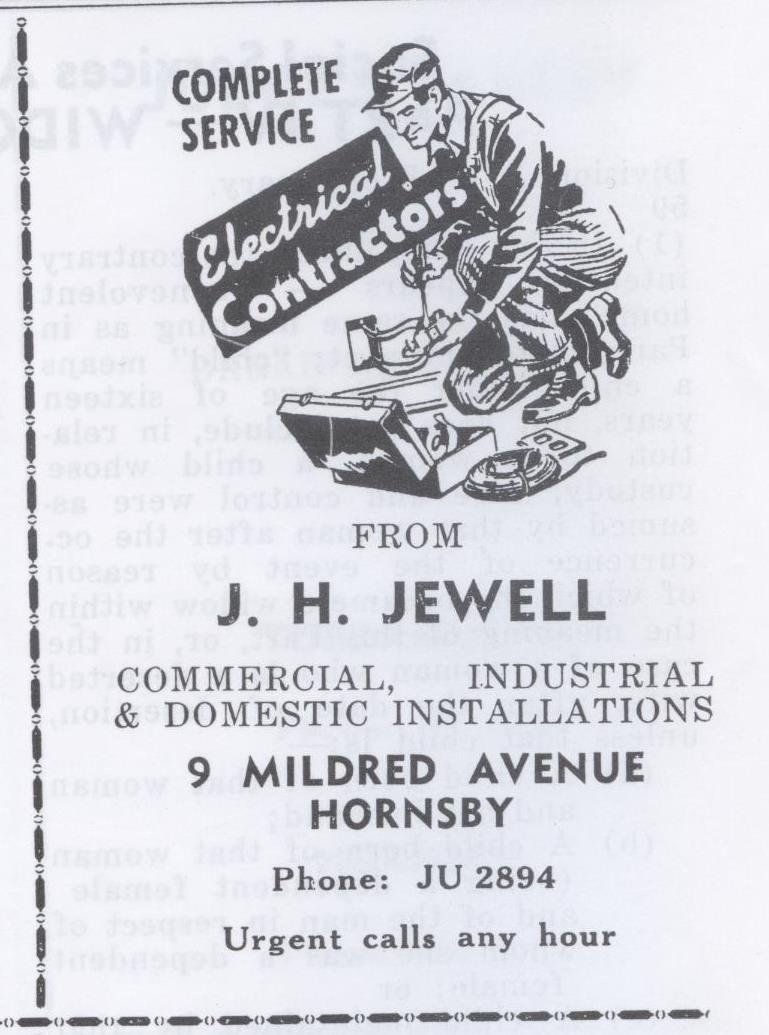 COMPLETE
SERVICE
Electrical
Contractors
FROM
J. H. JEWELL
COMMERCIAL, INDUSTRIAL
& DOMESTIC INSTALLATIONS
9 MILDRED AVENUE
HORNSBY
Phone: JU 2894
Urgent calls any hour